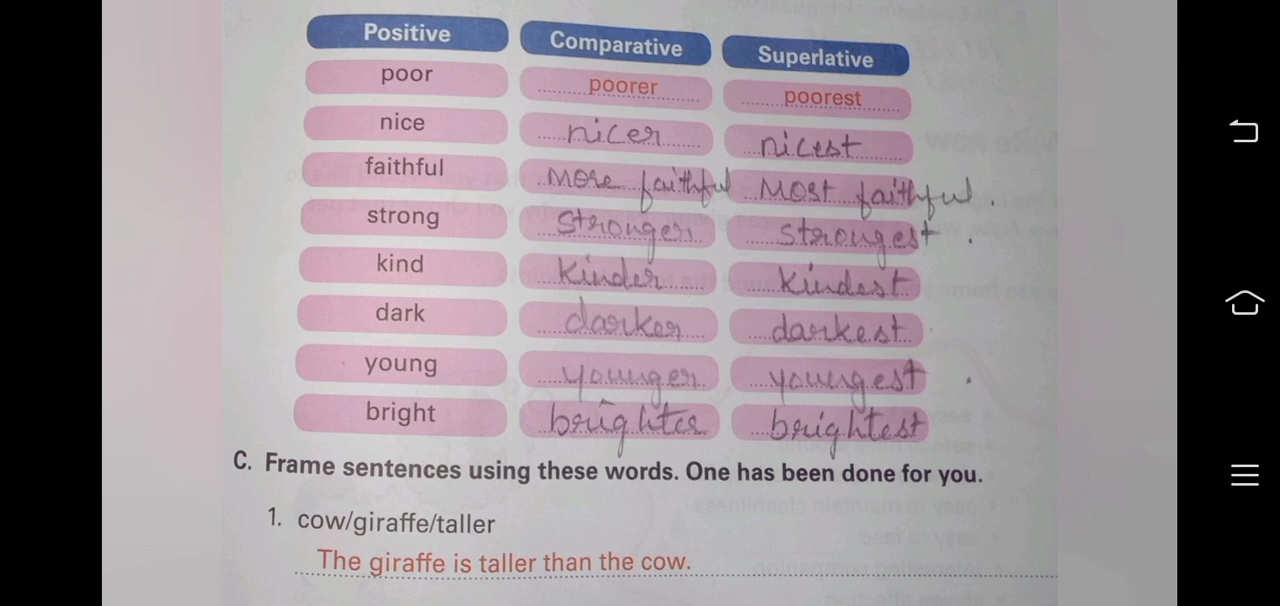 Positive Comparative Superlative
poor poorer poorest
nice nicer nicest
faithful more faithful Most faithful.
strong stronger strongest.
kind kinder kindest
dark darker darkest
young younger youngest
bright brighter brightest
C. Frame sentences using these words. One has been done for you.
1. cow/giraffe/taller
The giraffe is taller than the cow.